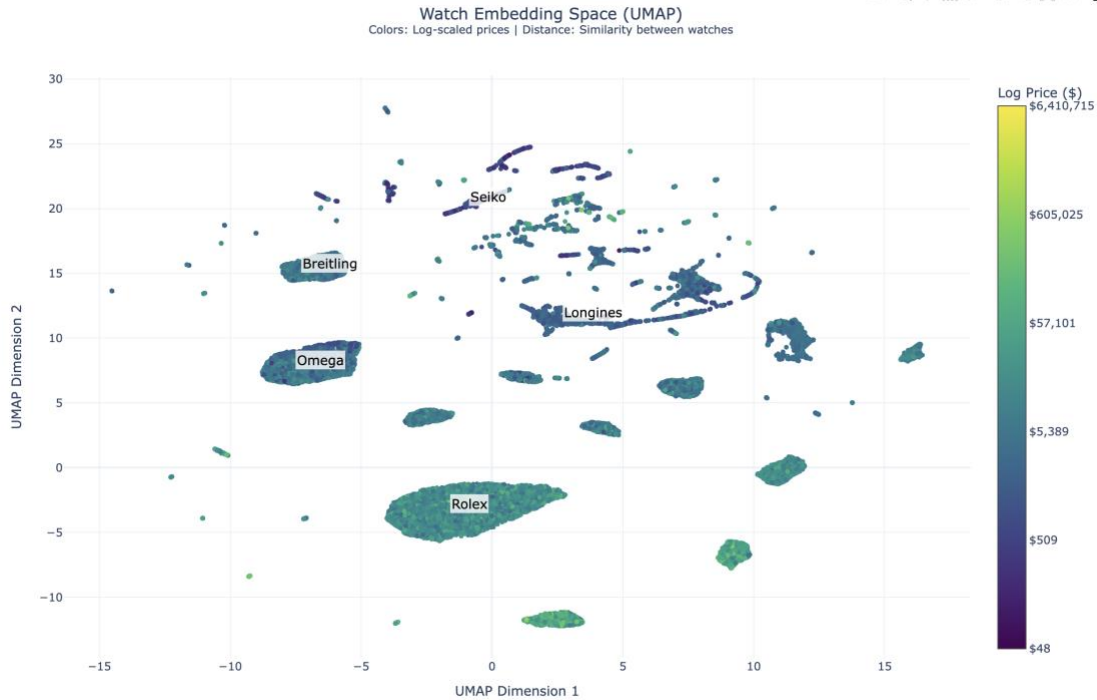 Watch Embedding Space (UMAP)
Colors: Log-scaled prices | Distance: Similarity between watches
Log Price ($)
$6,410,715
$605,025
$57,101
$5,389
$509
$48
30
25
20
15
10
5
0
−5
−10
UMAP Dimension 2
Seiko
Breitling
Longines
Omega
Rolex
−15
−10
−5
0
5
10
15
UMAP Dimension 1